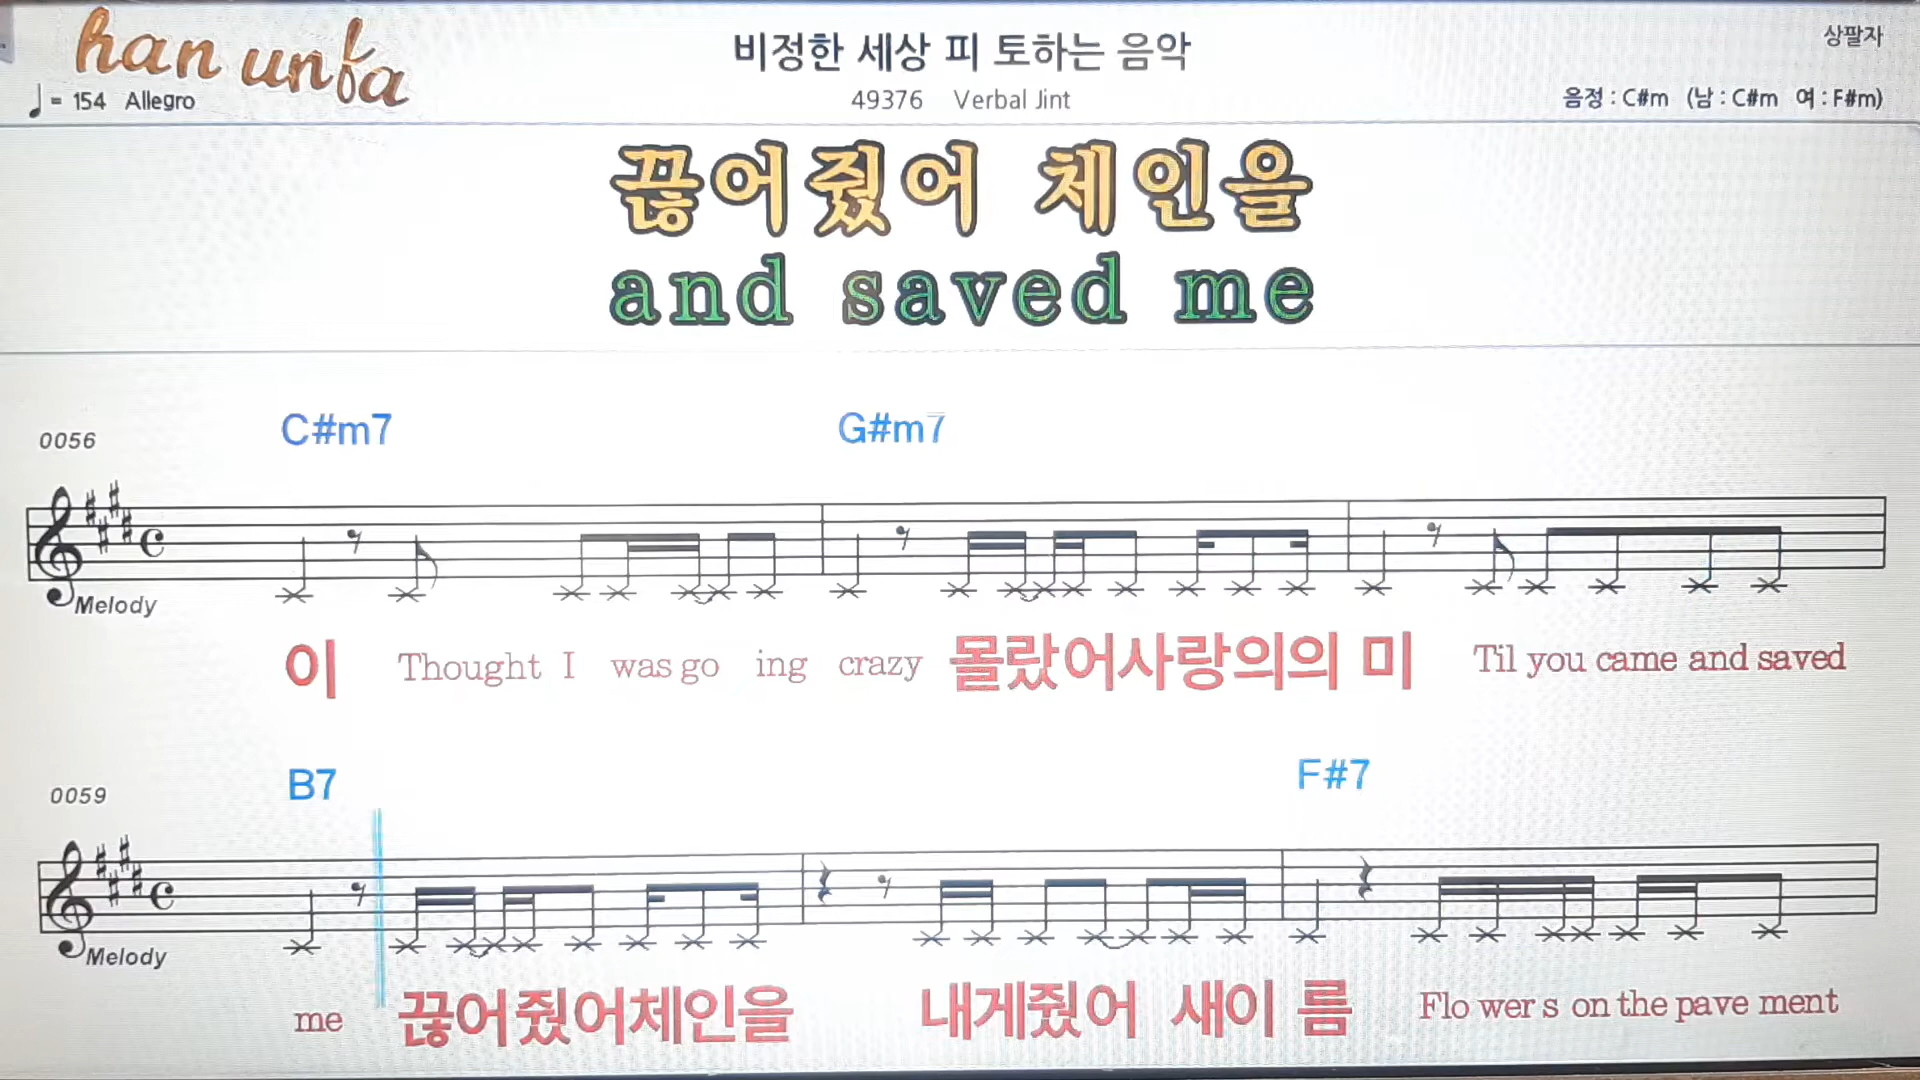 han unfa
비정한 세상 피 토하는 음악
상팔자
♩ = 154 Allegro
49376 Verbal Jint
음정 : C#m (남 : C#m 여 : F#m)
끊어줬어 체인을
and saved me
0056
C#m7 G#m7
Melody
이 Thought I was go ing crazy 몰랐어사랑의의 미 Til you came and saved
0059
B7 F#7
Melody
me 끊어줬어체인을 내게줬어 새이 름 Flo wer s on the pave ment